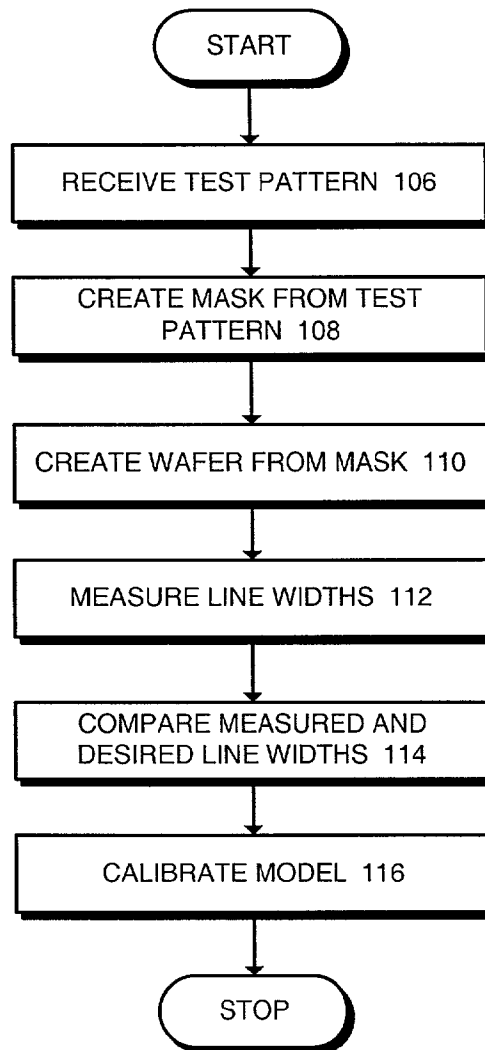 START
RECEIVE TEST PATTERN 106
CREATE MASK FROM TEST
PATTERN 108
CREATE WAFER FROM MASK 110
MEASURE LINE WIDTHS 112
COMPARE MEASURED AND
DESIRED LINE WIDTHS 114
CALIBRATE MODEL 116
STOP